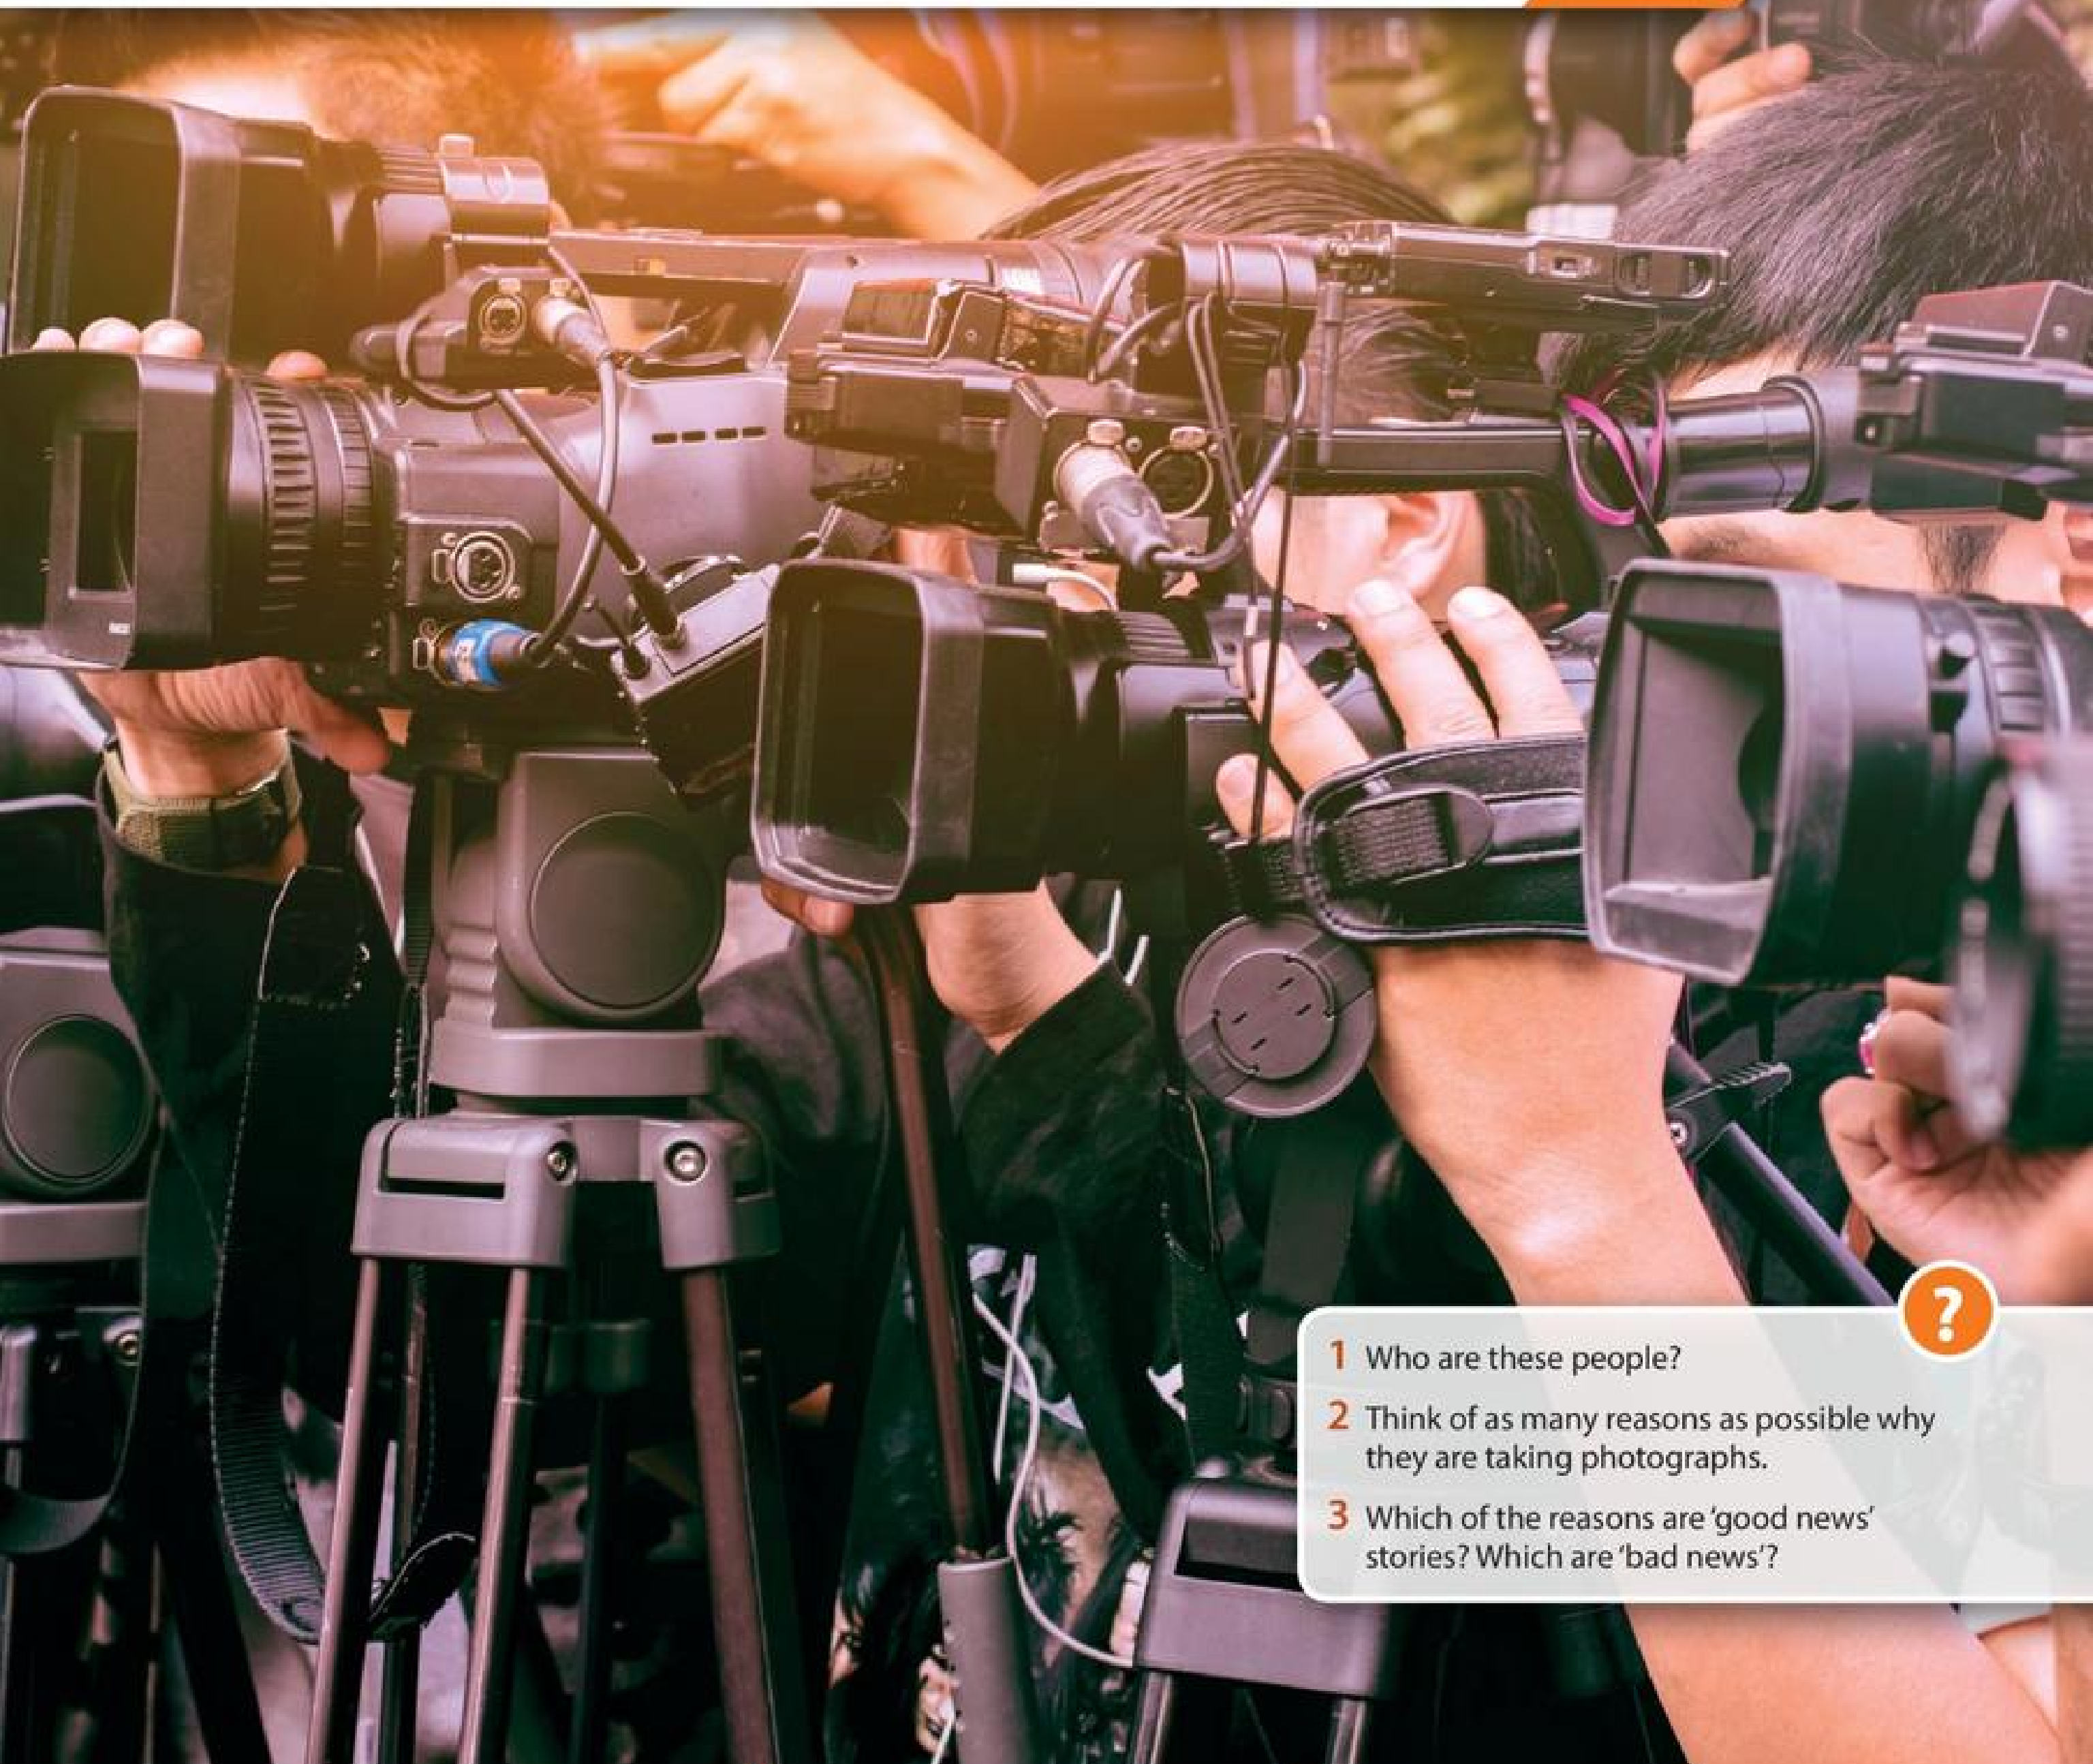 ?
1 Who are these people?
2 Think of as many reasons as possible why
they are taking photographs.
3 Which of the reasons are ‘good news’
stories? Which are ‘bad news’?